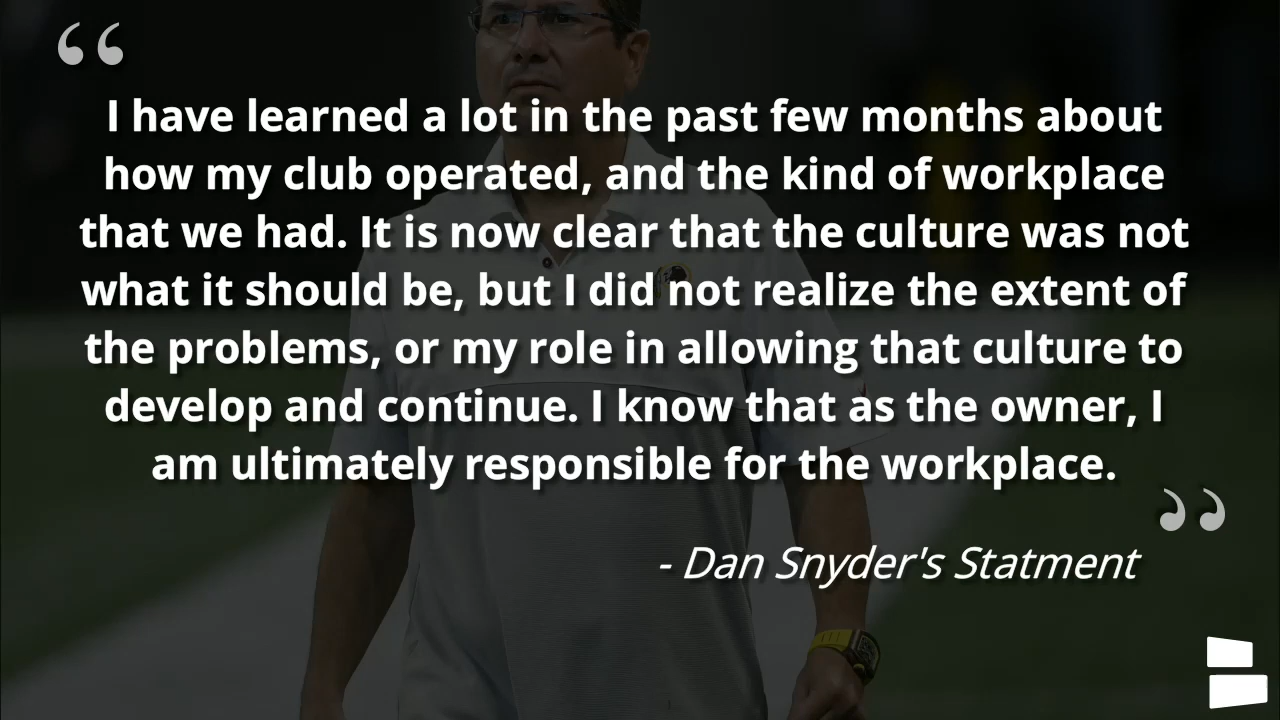 “
I have learned a lot in the past few months about
how my club operated, and the kind of workplace
that we had. It is now clear that the culture was not
what it should be, but I did not realize the extent of
the problems, or my role in allowing that culture to
develop and continue. I know that as the owner, I
am ultimately responsible for the workplace.
”
- Dan Snyder's Statment